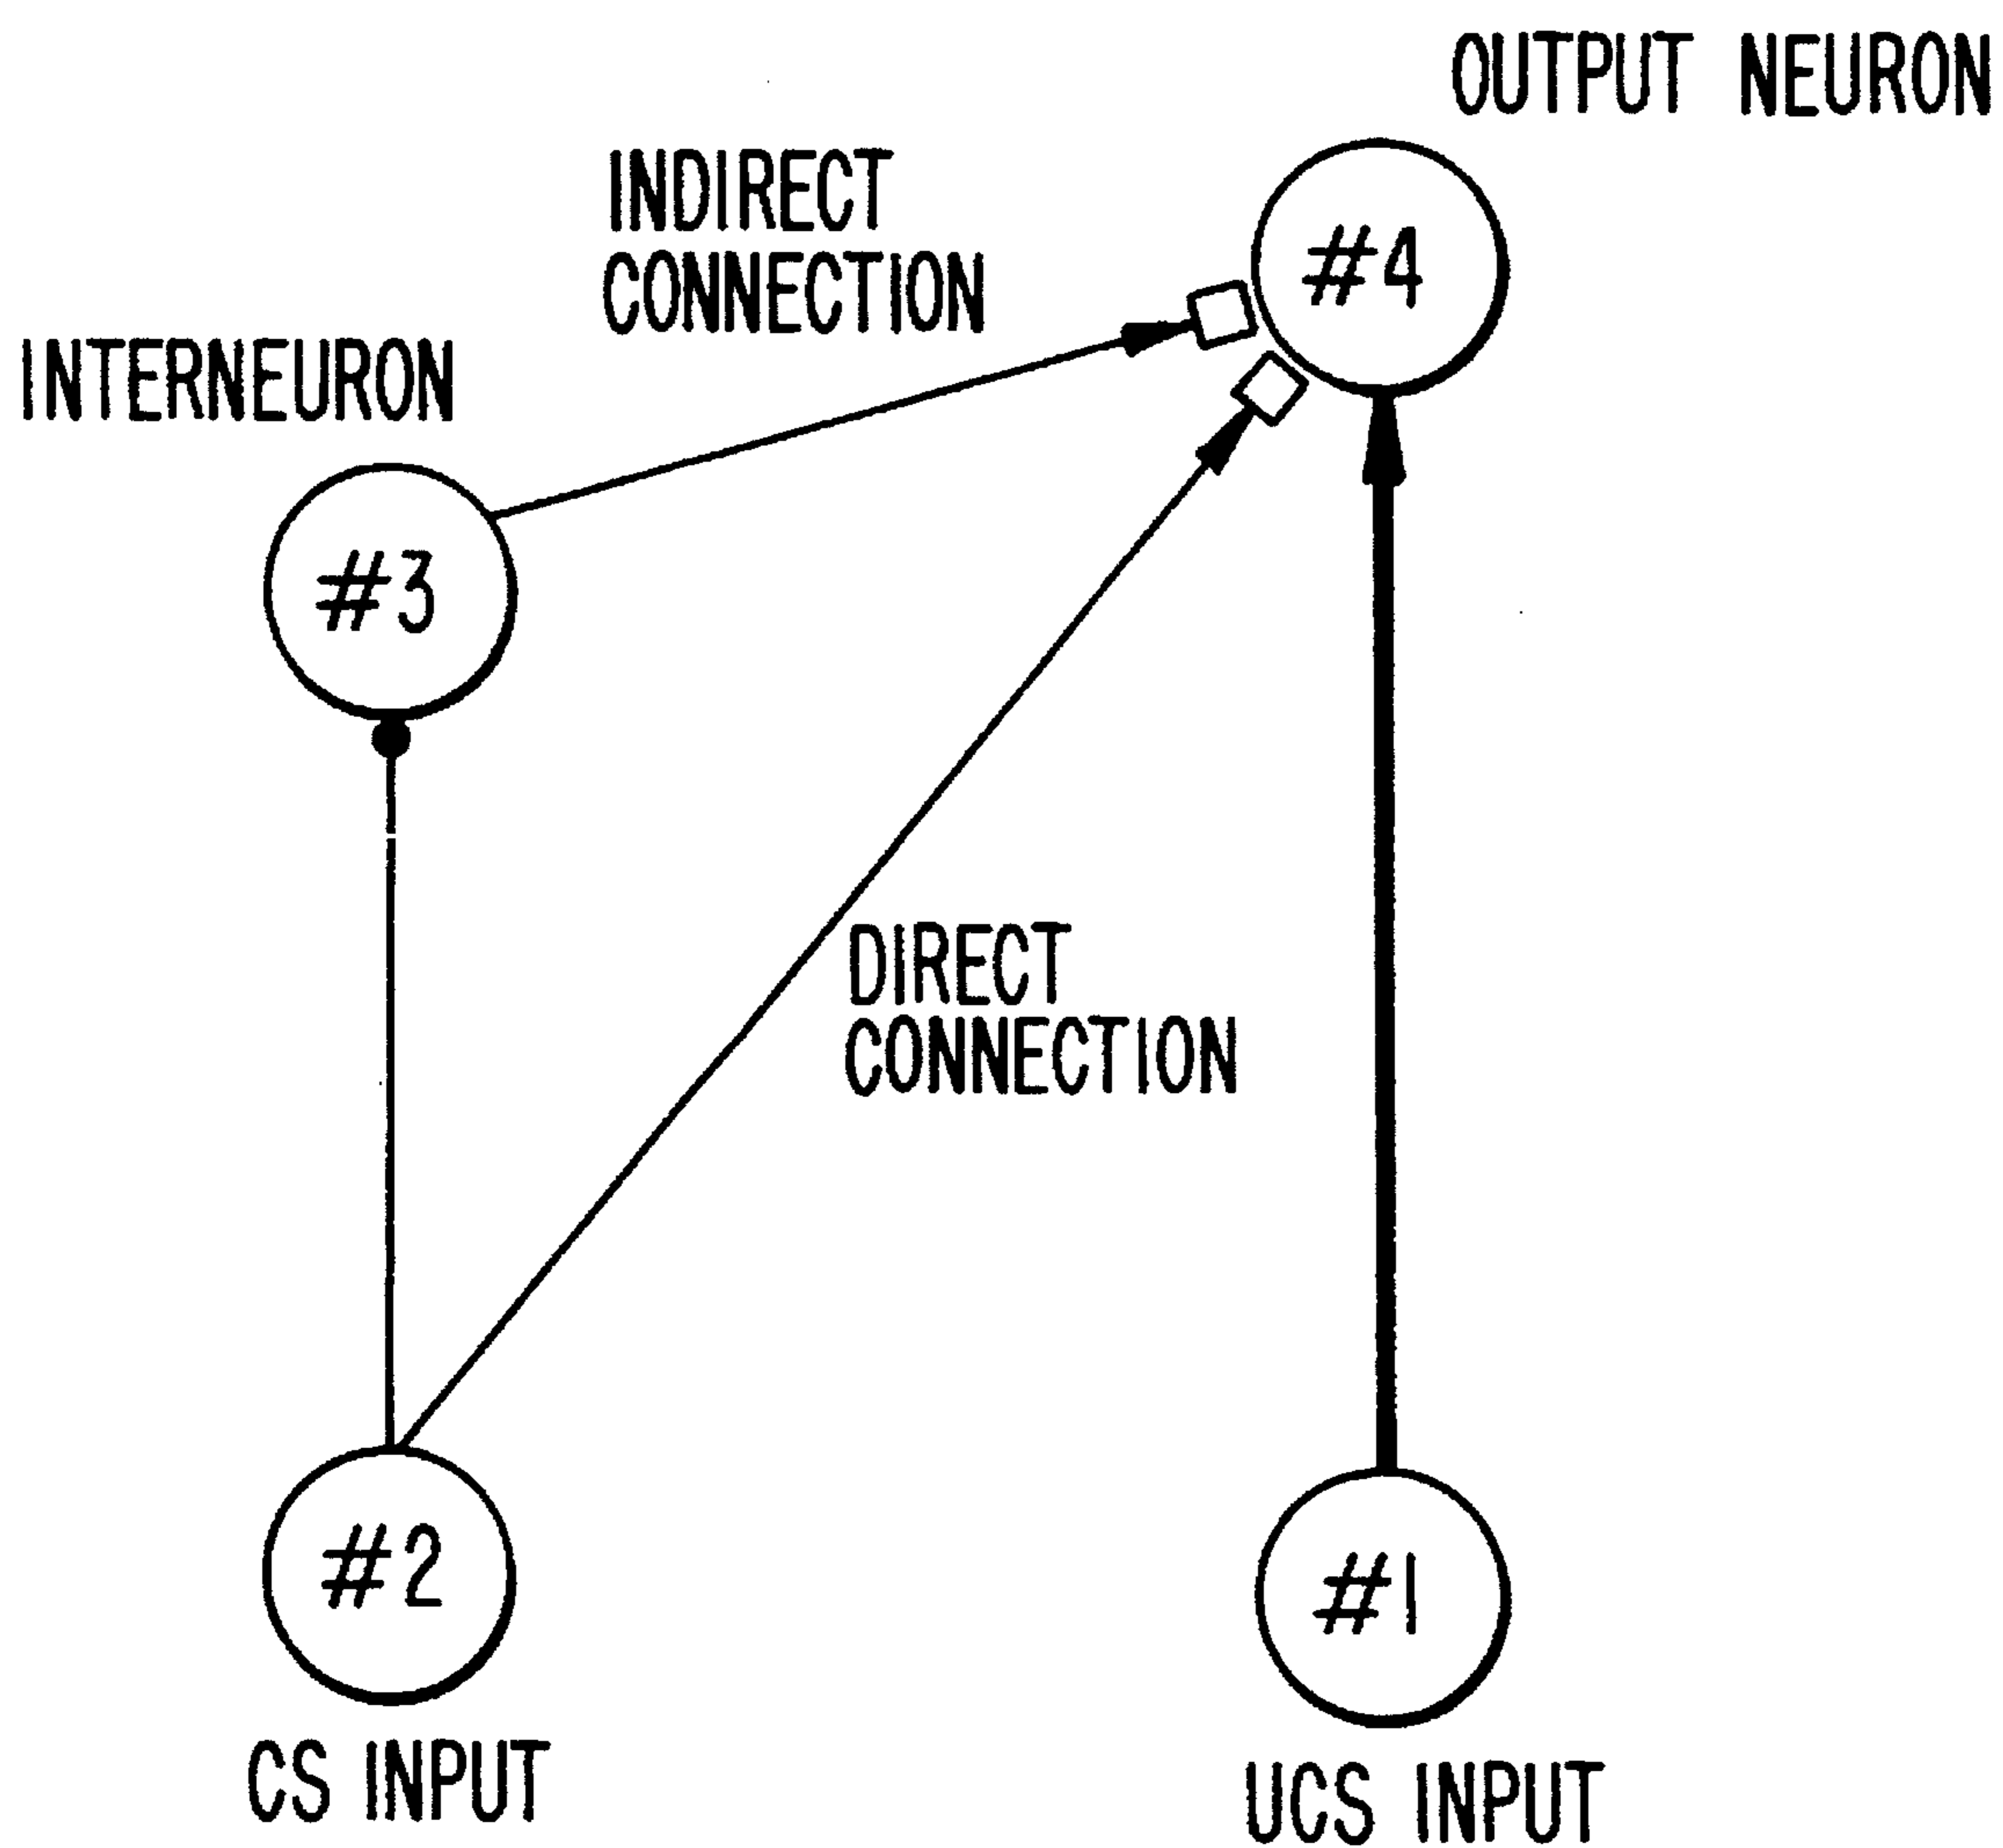 OUTPUT NEURON
INDIRECT
CONNECTION
#4
INTERNEURON
#3
DIRECT
CONNECTION
#2
#1
CS INPUT
UCS INPUT